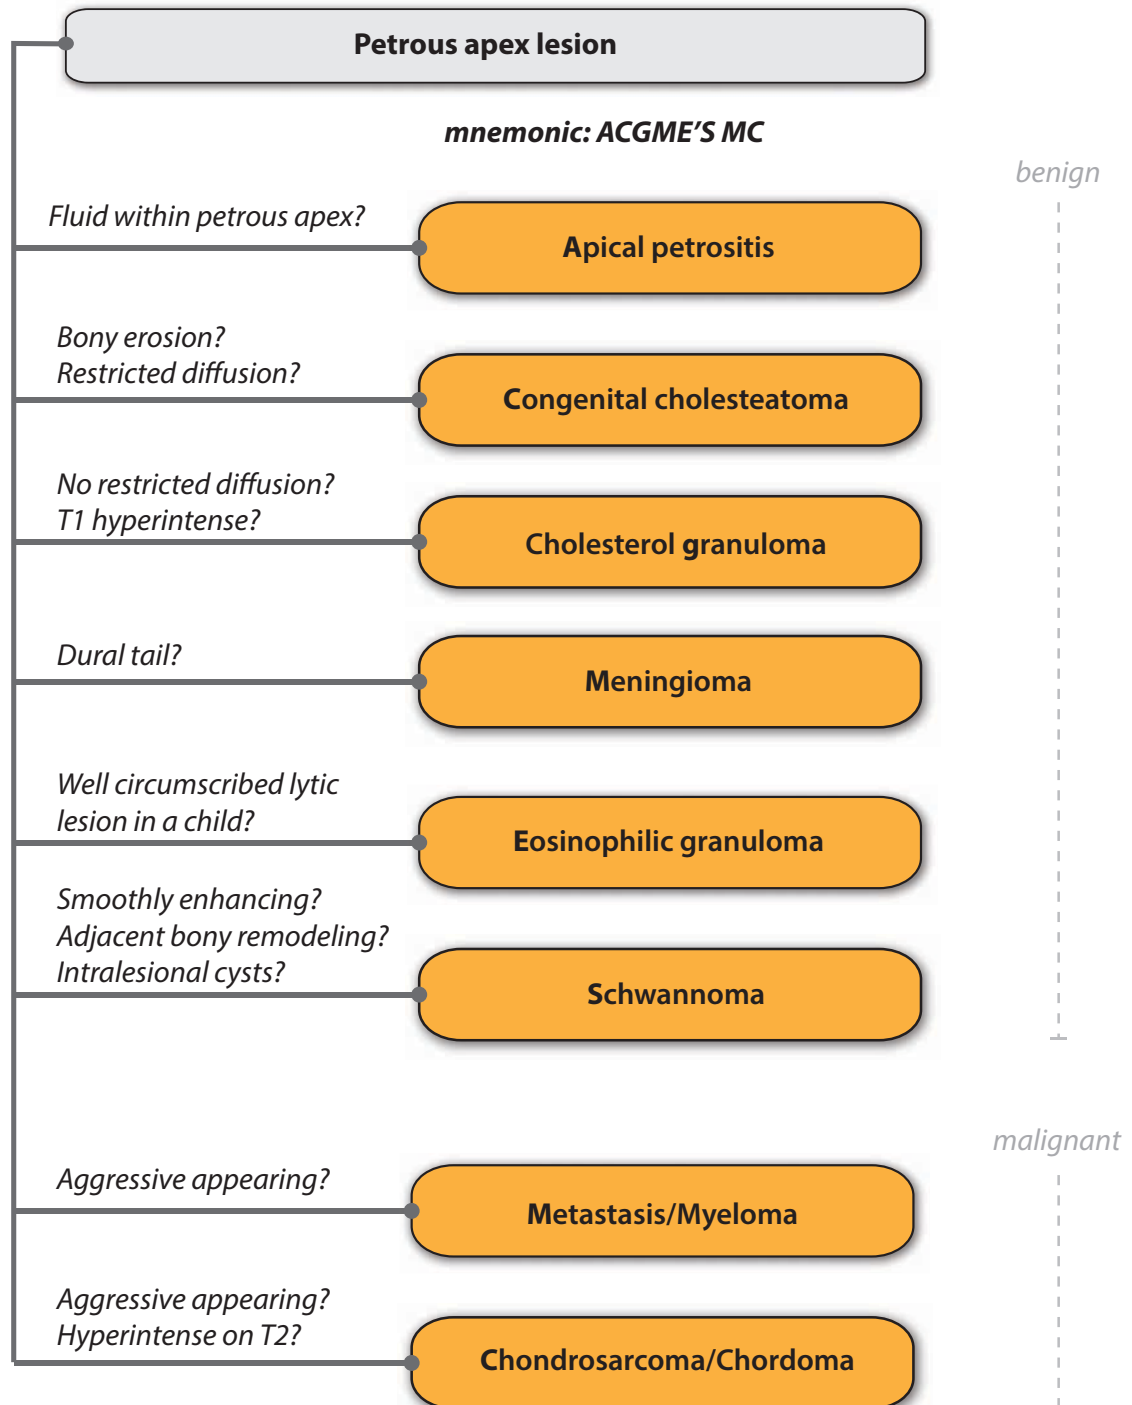 Petrous apex lesion
mnemonic: ACGME'S MC
benign
Fluid within petrous apex?
Apical petrositis
Bony erosion?
Restricted diffusion?
Congenital cholesteatoma
No restricted diffusion?
T1 hyperintense?
Cholesterol granuloma
Dural tail?
Meningioma
Well circumscribed lytic
lesion in a child?
Eosinophilic granuloma
Smoothly enhancing?
Adjacent bony remodeling?
Intralesional cysts?
Schwannoma
malignant
Aggressive appearing?
Metastasis/Myeloma
Aggressive appearing?
Hyperintense on T2?
Chondrosarcoma/Chordoma